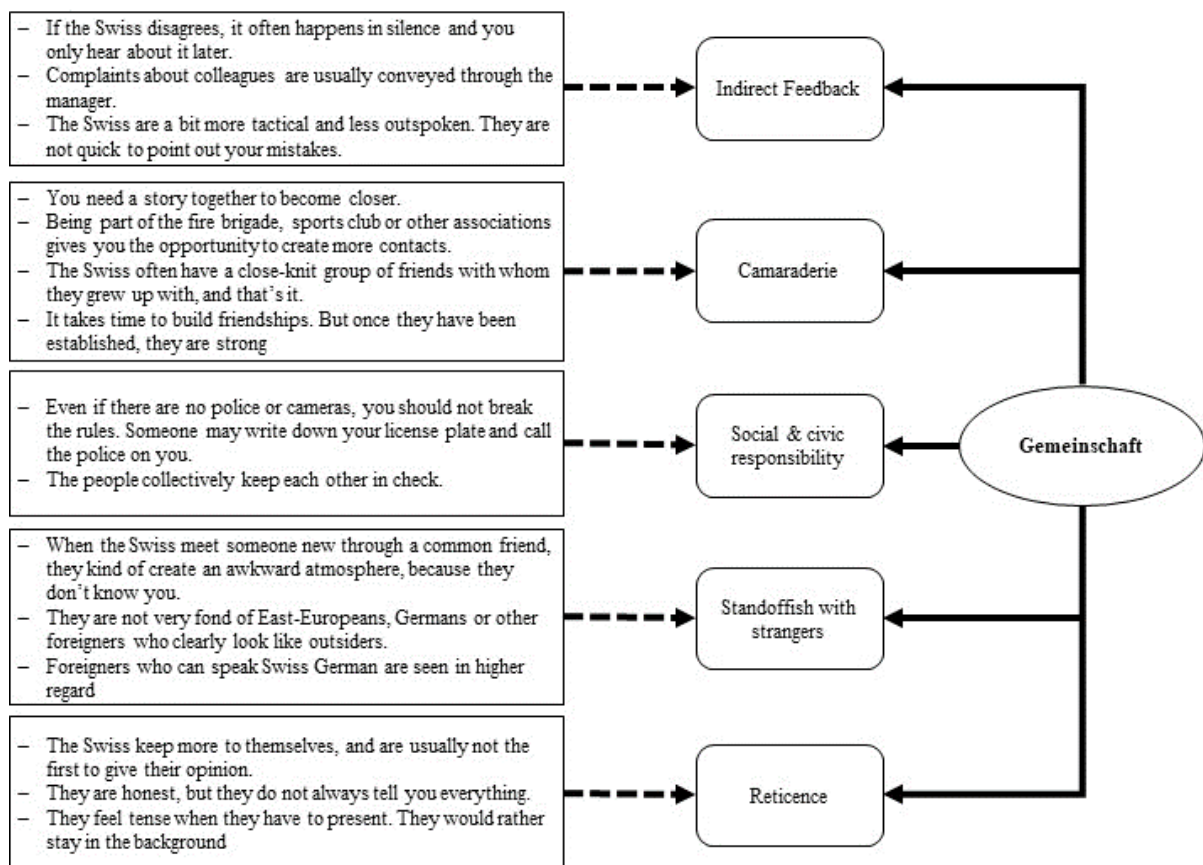 – If the Swiss disagrees, it often happens in silence and you
only hear about it later.
– Complaints about colleagues are usually conveyed through the
manager.
– The Swiss are a bit more tactical and less outspoken. They are
not quick to point out your mistakes.
Indirect Feedback
– You need a story together to become closer.
– Being part of the fire brigade, sports club or other associations
gives you the opportunity to create more contacts.
– The Swiss often have a close-knit group of friends with whom
they grew up with, and that's it.
– It takes time to build friendships. But once they have been
established, they are strong
Camaraderie
– Even if there are no police or cameras, you should not break
the rules. Someone may write down your license plate and call
the police on you.
– The people collectively keep each other in check.
Social & civic
responsibility
Gemeinschaft
– When the Swiss meet someone new through a common friend,
they kind of create an awkward atmosphere, because they
don't know you.
– They are not very fond of East-Europeans, Germans or other
foreigners who clearly look like outsiders.
– Foreigners who can speak Swiss German are seen in higher
regard
Standoffish with
strangers
– The Swiss keep more to themselves, and are usually not the
first to give their opinion.
– They are honest, but they do not always tell you everything.
– They feel tense when they have to present. They would rather
stay in the background
Reticence